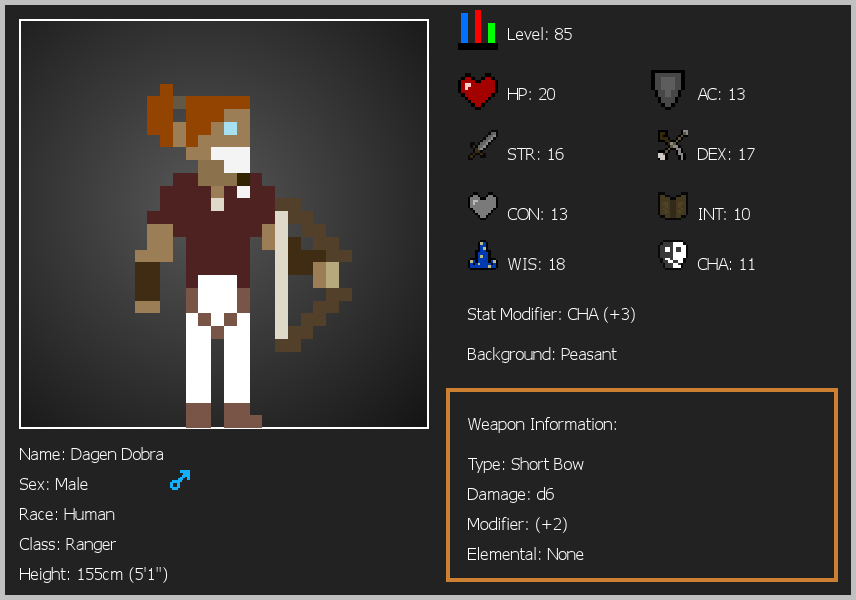 Level: 85
HP: 20
AC: 13
STR: 16
DEX: 17
CON: 13
INT: 10
WIS: 18
CHA: 11
Stat Modifier: CHA (+3)
Background: Peasant
Weapon Information:
Type: Short Bow
Damage: d6
Modifier: (+2)
Elemental: None
Name: Dagen Dobra
Sex: Male
Race: Human
Class: Ranger
Height: 155cm (5'1")